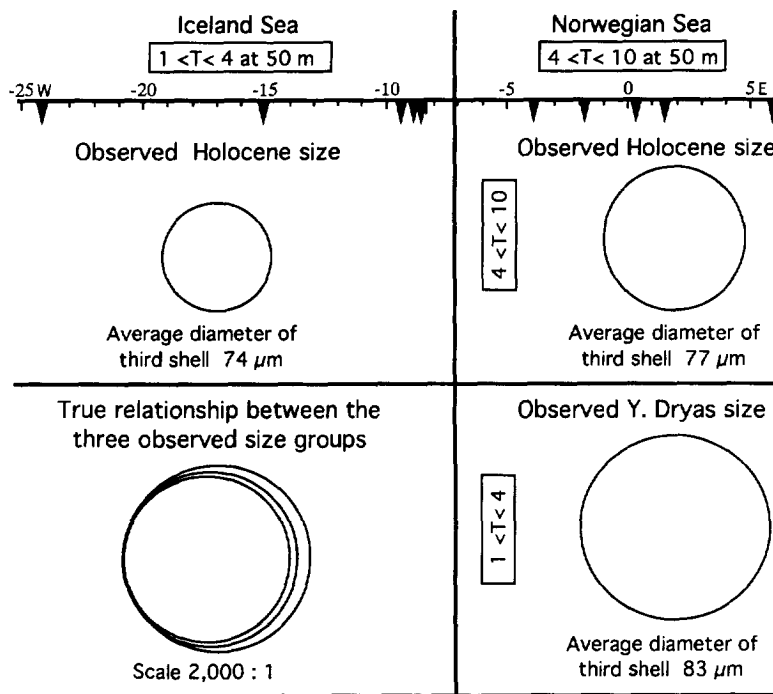 Iceland Sea
1 <T< 4 at 50 m
Norwegian Sea
4 <T< 10 at 50 m
-25 W -20 -15 -10 -5 0 5 E
Observed Holocene size
Average diameter of
third shell 74 µm
Observed Holocene size
4 <T< 10
Average diameter of
third shell 77 µm
True relationship between the
three observed size groups
Scale 2,000 : 1
Observed Y. Dryas size
1 <T< 4
Average diameter of
third shell 83 µm